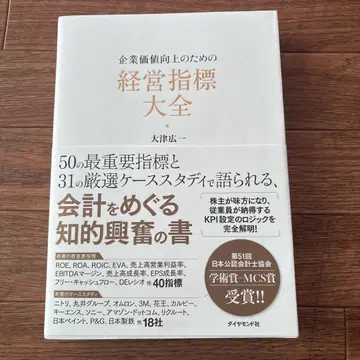 企業価値向上のための
経営指標
大全
大津広一
50の最重要指標と
31の厳選ケーススタディで語られる、
会計をめぐる
知的興奮の書
株主が味方になり、
従業員が納得する
KPI設定のロジックを
完全解明!
ROE, ROA, ROIC, EVA, 売上高営業利益率,
EBITDAマージン, 売上高成長率, EPS成長率,
フリー・キャッシュフロー, DEレシオ 他40指標
ニトリ, 丸井グループ, オムロン, 3M, 花王, カルビー,
キーエンス, ソニー, アマゾン・ドットコム, リクルート,
日本ペイント, P&G, 日本製鉄 他18社
第51回
日本公認会計士協会
学術賞-MCS賞
受賞!!
ダイヤモンド社